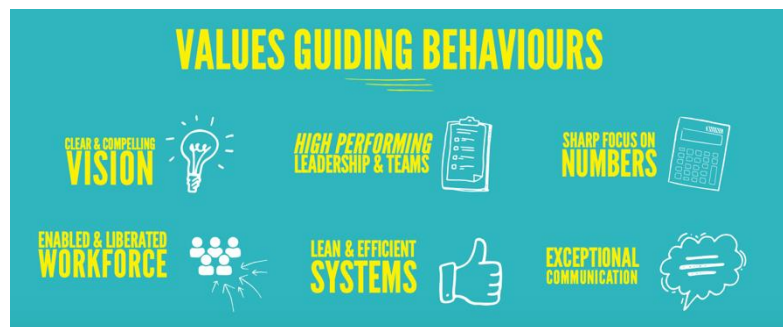 VALUES GUIDING BEHAVIOURS
CLEAR & COMPELLING
VISION
HIGH PERFORMING
LEADERSHIP & TEAMS
SHARP FOCUS ON
NUMBERS
ENABLED & LIBERATED
WORKFORCE
LEAN & EFFICIENT
SYSTEMS
EXCEPTIONAL
COMMUNICATION